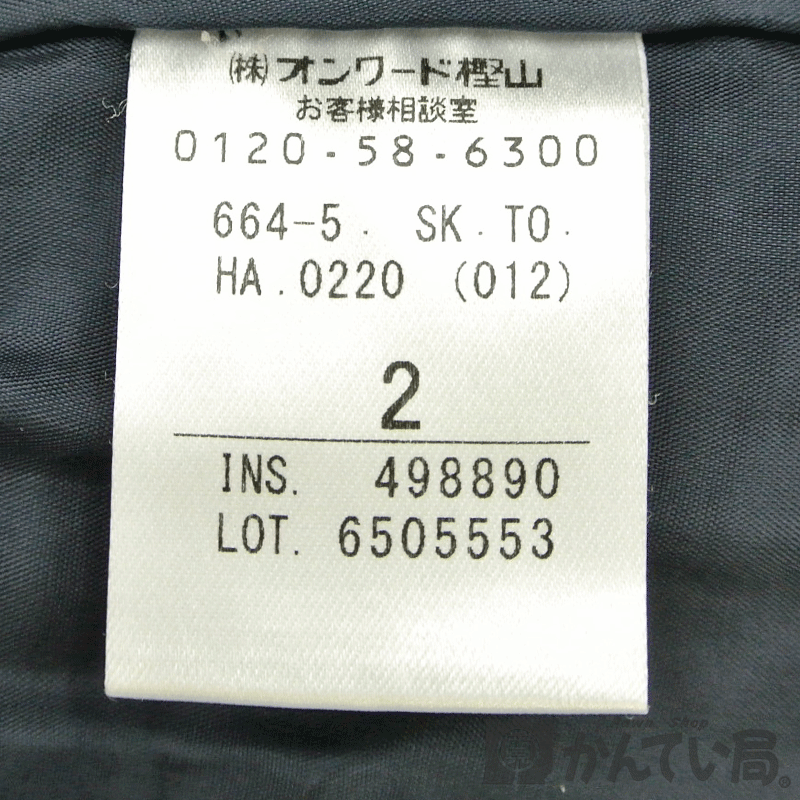 ㈱オンワード樫山
お客様相談室
0120-58-6300
664-5. SK.TO.
HA.0220 (012)
2
INS. 498890
LOT. 6505553
Shop
かんてい局®